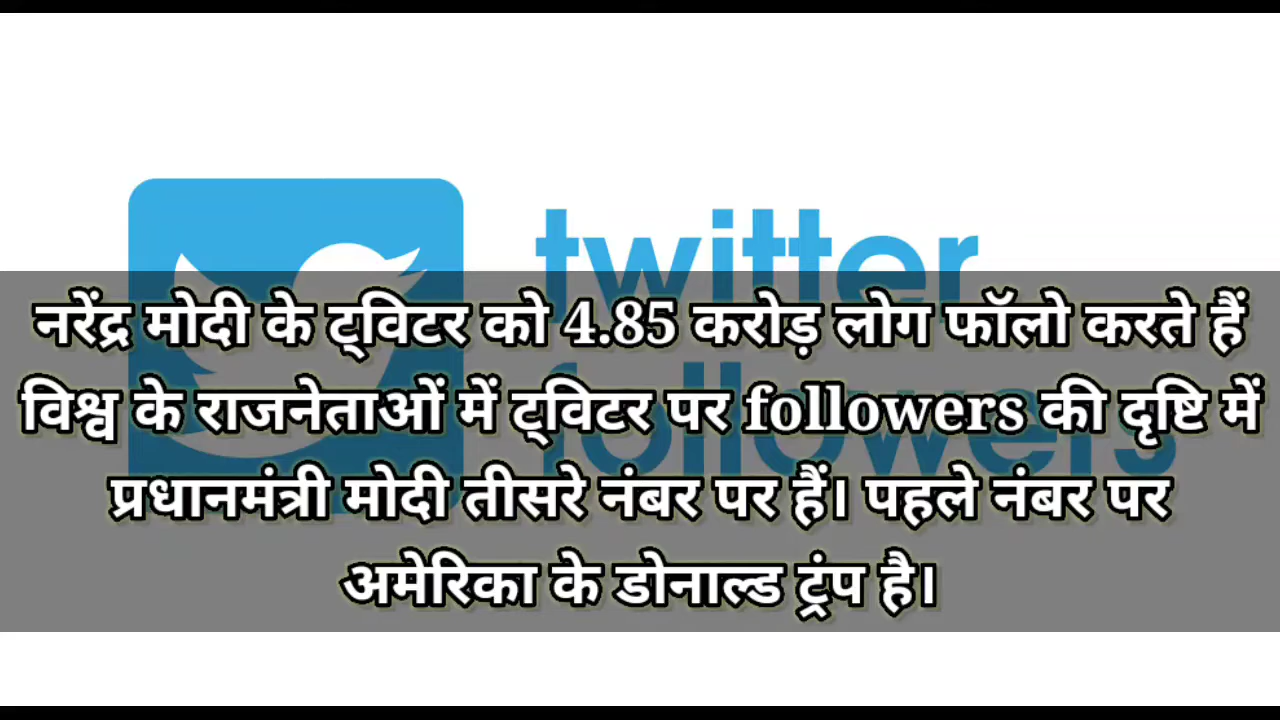 twitter
followers
नरेंद्र मोदी के ट्विटर को 4.85 करोड़ लोग फॉलो करते हैं
विश्व के राजनेताओं में ट्विटर पर followers की दृष्टि में
प्रधानमंत्री मोदी तीसरे नंबर पर हैं। पहले नंबर पर
अमेरिका के डोनाल्ड ट्रंप है।